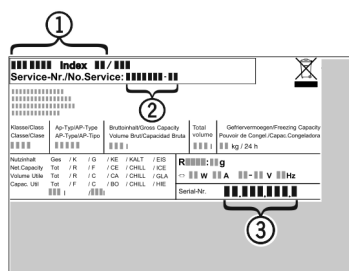 1
Index /
Service-Nr./No.Service: -
2
Klasse/Class Ap-Typ/AP-Type Bruttoinhalt/Gross Capacity Total Gefriervermoegen/Freezing Capacity
Classe/Clase AP-Type/AP-Tipo Volume Brut/Capacidad Bruta volume Pouvoir de Congel./Capac.Congeladora
l l kg / 24 h
Nutzinhalt Ges / K / G / KE / KALT / EIS
Net.Capacity Tot / R / F / CE / CHILL / ICE
Volume Utile Tot / R / C / CA / CHILL / GLA
Capac. Util Tot / F / C / BO / CHILL / HIE
l / l
R : g
W A - V Hz
Serial-Nr. . . .
3